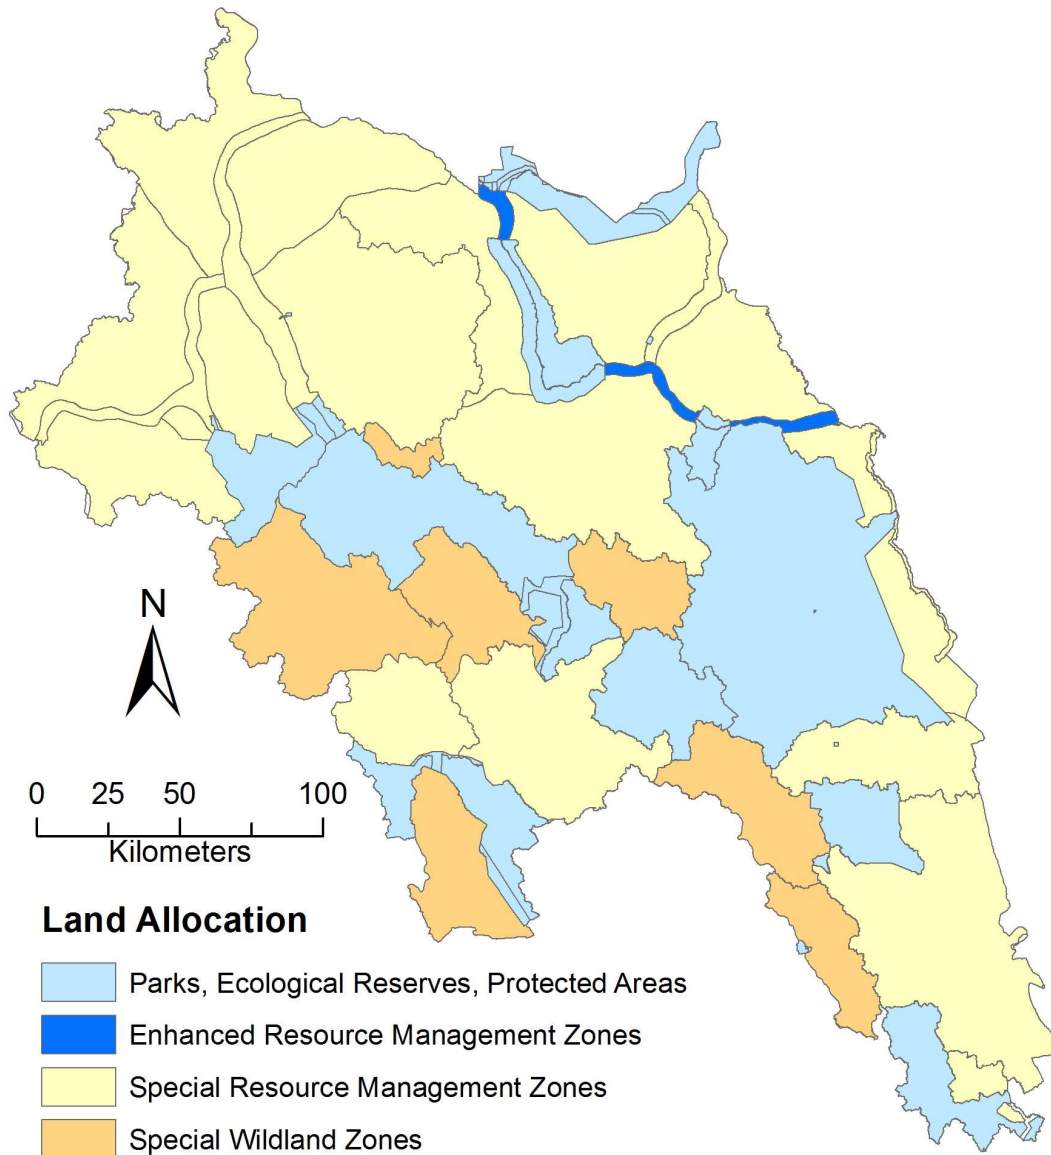 N
0 25 50 100
Kilometers
Land Allocation
Parks, Ecological Reserves, Protected Areas
Enhanced Resource Management Zones
Special Resource Management Zones
Special Wildland Zones